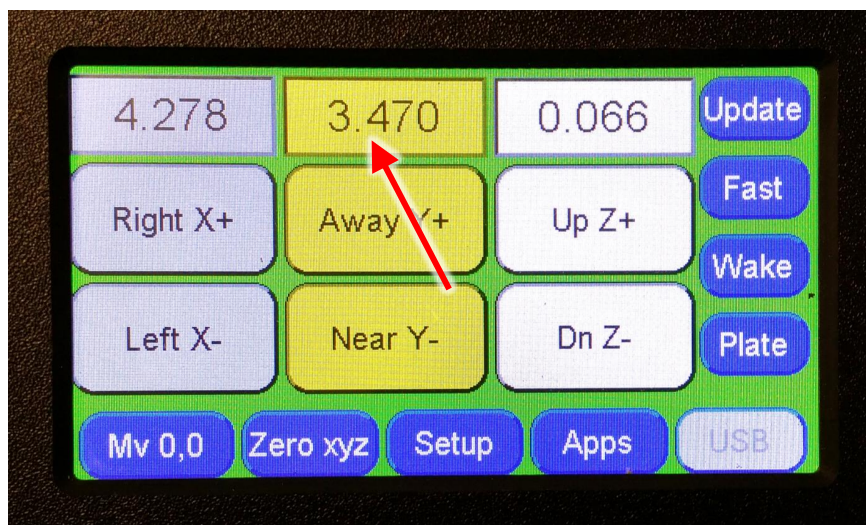 4.278 3.470 0.066 Update
Fast
Right X+ Away Y+ Up Z+
Wake
Left X- Near Y- Dn Z- Plate
Mv 0,0 Zero xyz Setup Apps USB